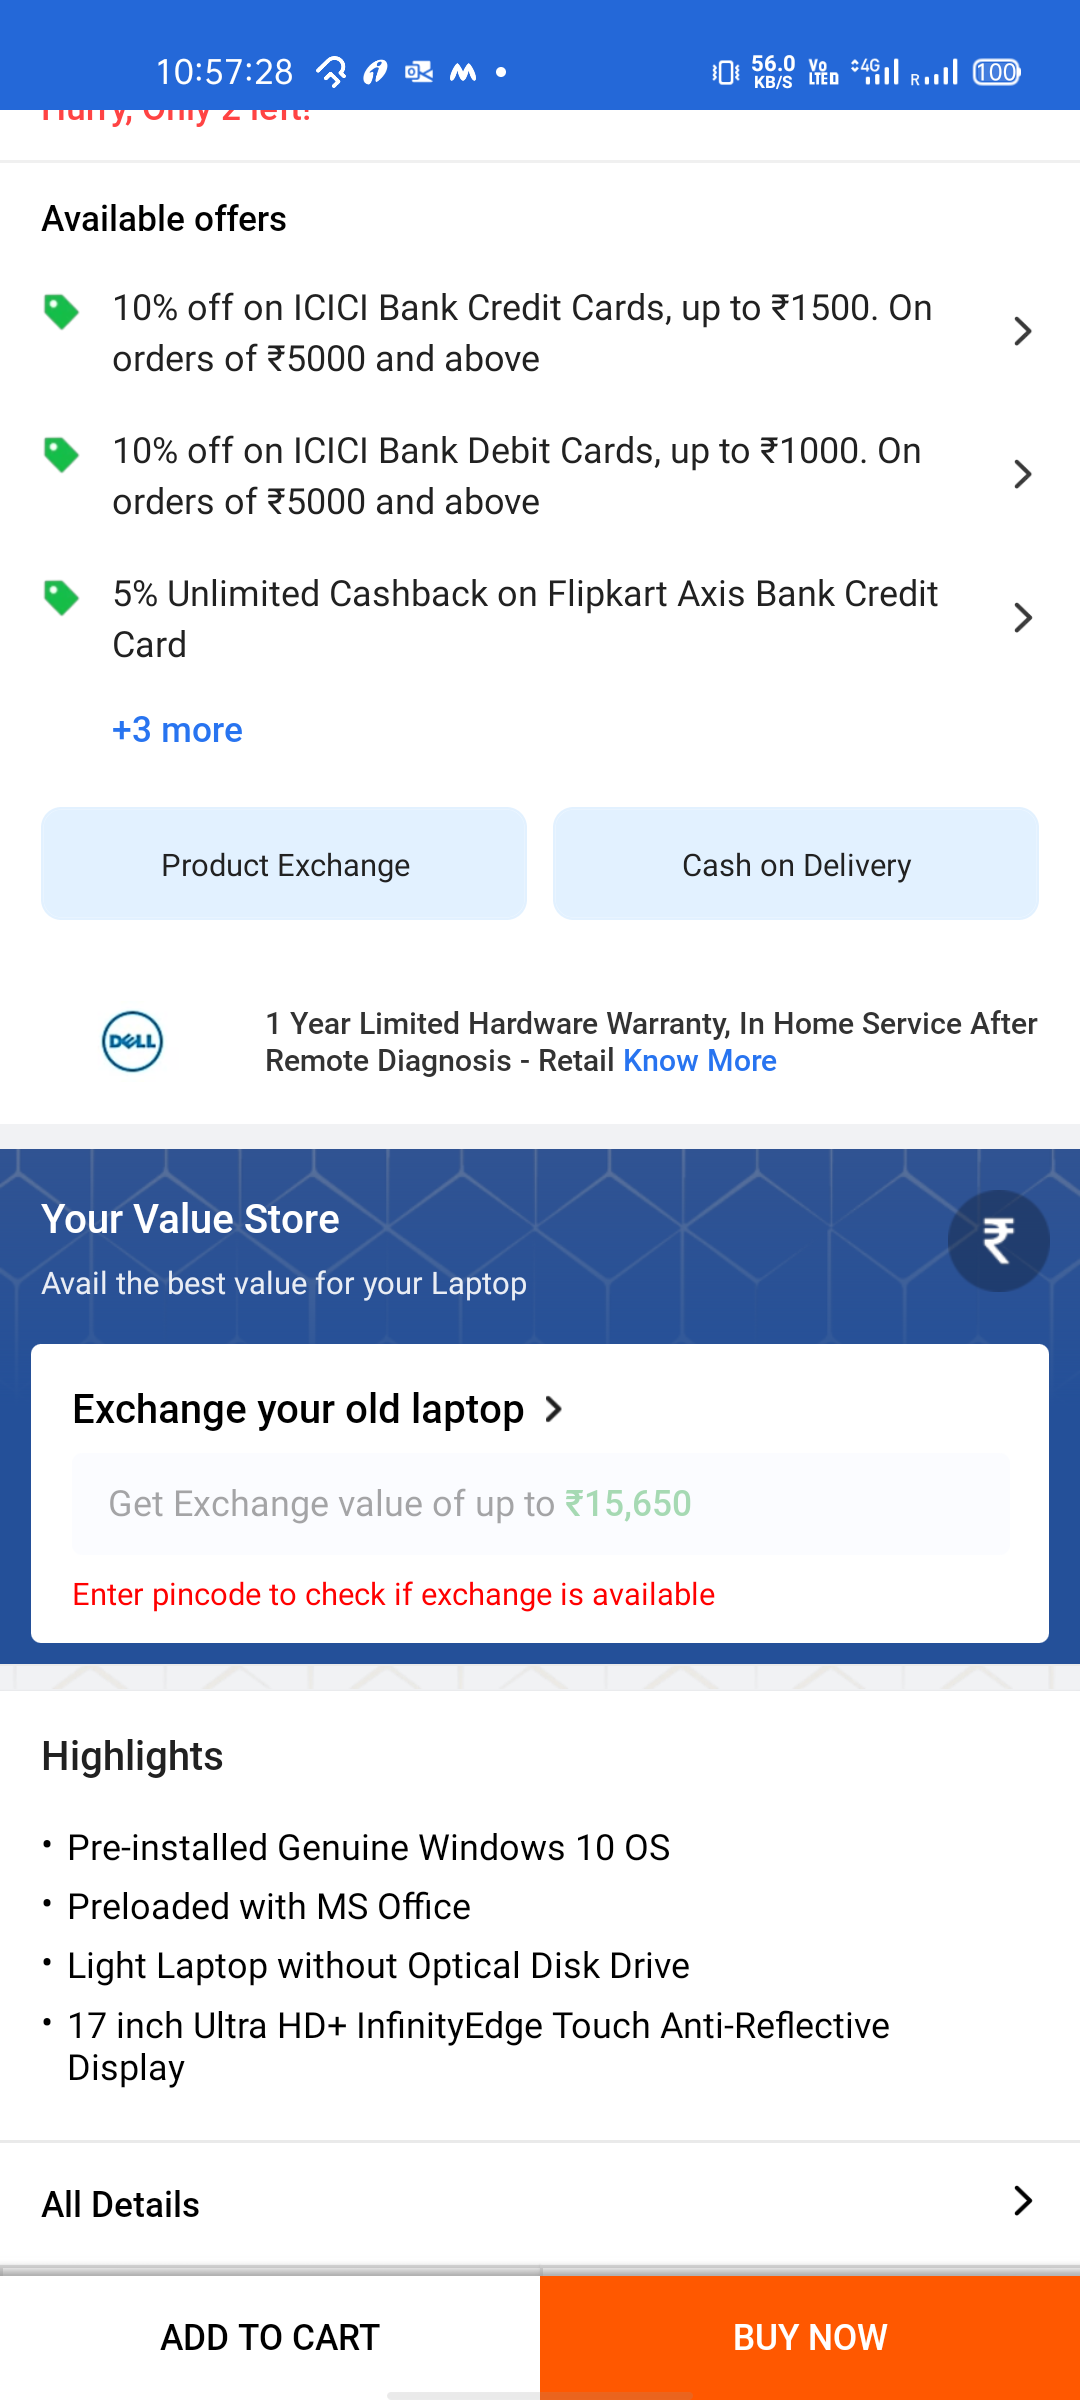 10:57:28
56.0 KB/S
Vo LTE D
4G
R
100
Hurry, Only 2 left!
Available offers
10% off on ICICI Bank Credit Cards, up to ₹1500. On
orders of ₹5000 and above
10% off on ICICI Bank Debit Cards, up to ₹1000. On
orders of ₹5000 and above
5% Unlimited Cashback on Flipkart Axis Bank Credit
Card
+3 more
Product Exchange
Cash on Delivery
DELL
1 Year Limited Hardware Warranty, In Home Service After
Remote Diagnosis - Retail Know More
Your Value Store
₹
Avail the best value for your Laptop
Exchange your old laptop
Get Exchange value of up to ₹15,650
Enter pincode to check if exchange is available
Highlights
• Pre-installed Genuine Windows 10 OS
• Preloaded with MS Office
• Light Laptop without Optical Disk Drive
• 17 inch Ultra HD+ InfinityEdge Touch Anti-Reflective
Display
All Details
ADD TO CART
BUY NOW